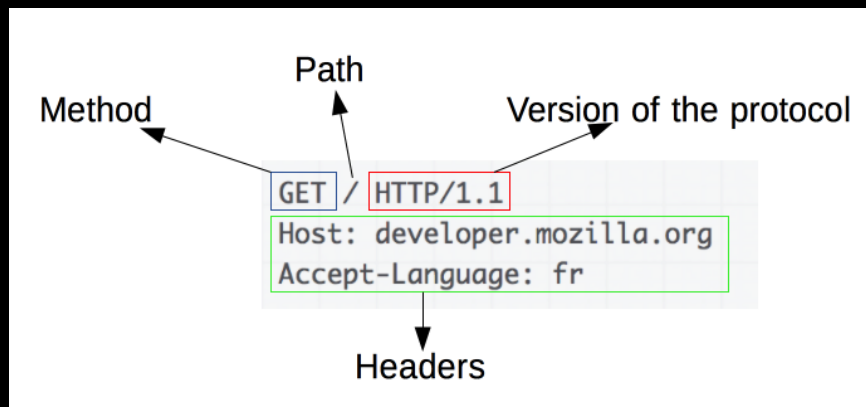 Path
Method
Version of the protocol
GET / HTTP/1.1
Host: developer.mozilla.org
Accept-Language: fr
Headers